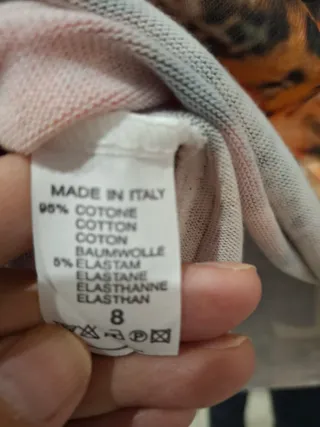 MADE IN ITALY
95% COTONE
COTTON
COTON
BAUMWOLLE
5% ELASTAM
ELASTANE
ELASTHANNE
ELASTHAN
8
P